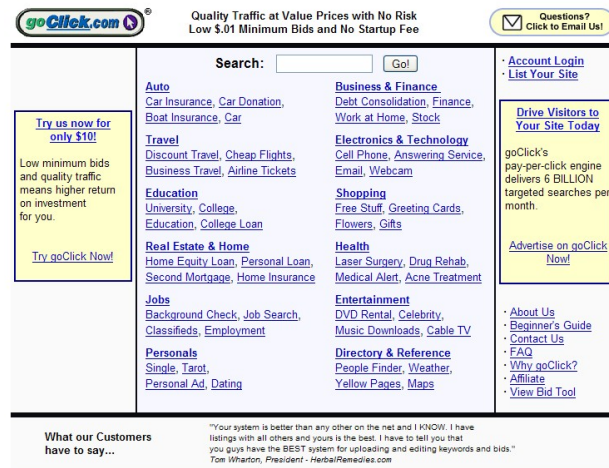 goClick.com ®
Quality Traffic at Value Prices with No Risk
Low $.01 Minimum Bids and No Startup Fee
Questions?
Click to Email Us!
Try us now for
only $10!
Low minimum bids
and quality traffic
means higher return
on investment
for you.
Try goClick Now!
Search: Go!
Auto
Car Insurance, Car Donation,
Boat Insurance, Car
Travel
Discount Travel, Cheap Flights,
Business Travel, Airline Tickets
Education
University, College,
Education, College Loan
Real Estate & Home
Home Equity Loan, Personal Loan,
Second Mortgage, Home Insurance
Jobs
Background Check, Job Search,
Classifieds, Employment
Personals
Single, Tarot,
Personal Ad, Dating
Business & Finance
Debt Consolidation, Finance,
Work at Home, Stock
Electronics & Technology
Cell Phone, Answering Service,
Email, Webcam
Shopping
Free Stuff, Greeting Cards,
Flowers, Gifts
Health
Laser Surgery, Drug Rehab,
Medical Alert, Acne Treatment
Entertainment
DVD Rental, Celebrity,
Music Downloads, Cable TV
Directory & Reference
People Finder, Weather,
Yellow Pages, Maps
· Account Login
· List Your Site
Drive Visitors to
Your Site Today
goClick's
pay-per-click engine
delivers 6 BILLION
targeted searches per
month.
Advertise on goClick
Now!
· About Us
· Beginner's Guide
· Contact Us
· FAQ
· Why goClick?
· Affiliate
· View Bid Tool
What our Customers
have to say...
"Your system is better than any other on the net and I KNOW. I have
listings with all others and yours is the best. I have to tell you that
you guys have the BEST system for uploading and editing keywords and bids."
Tom Wharton, President - HerbalRemedies.com